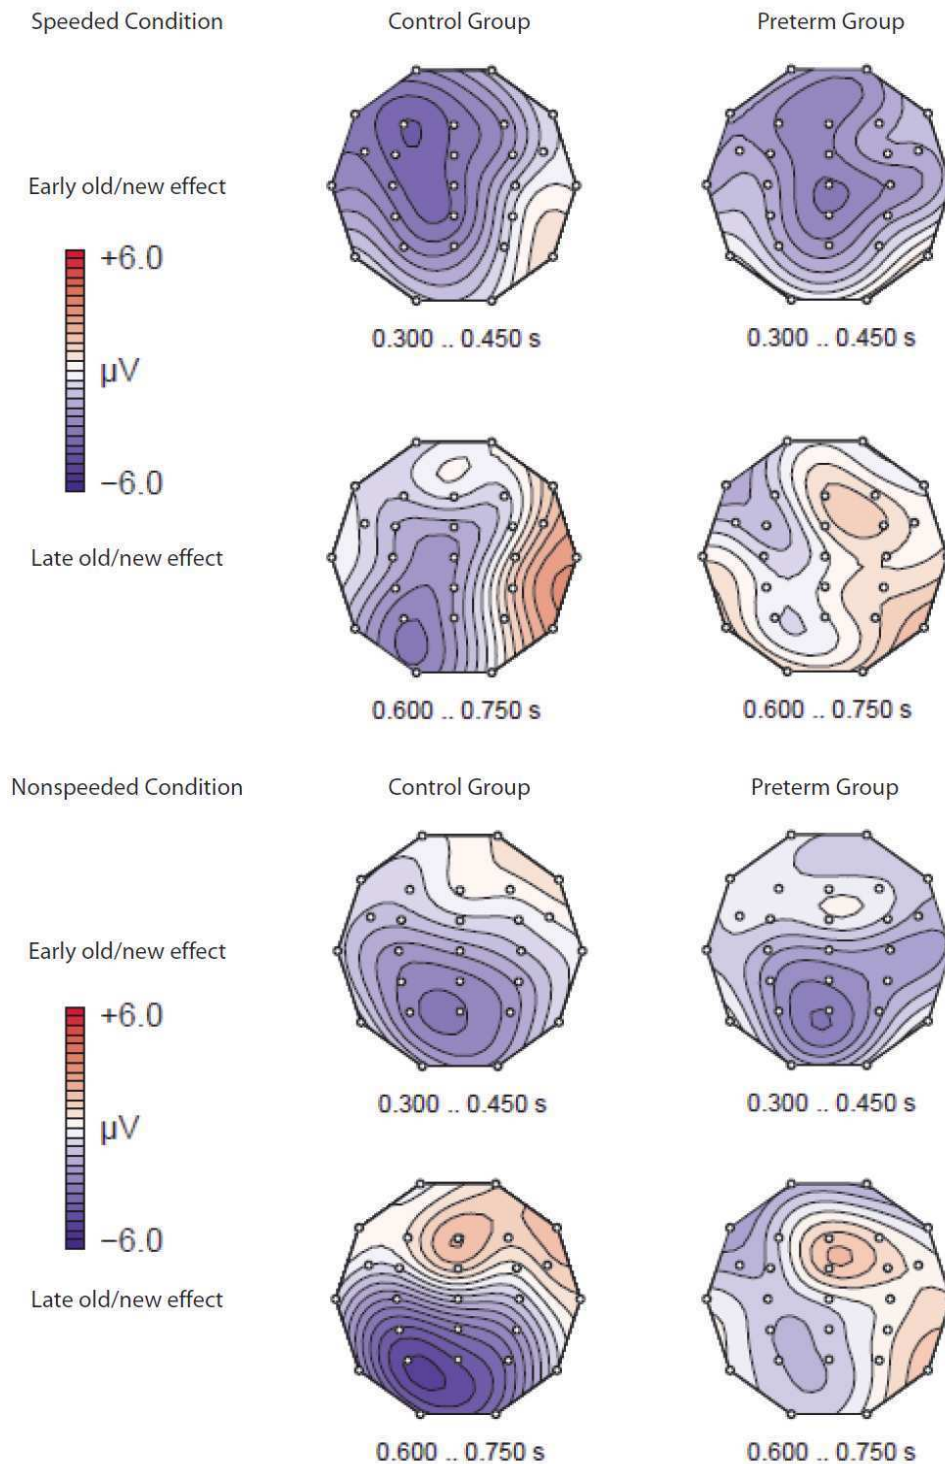 Speeded Condition Control Group Preterm Group
Early old/new effect
+6.0
µV
−6.0
0.300 .. 0.450 s 0.300 .. 0.450 s
Late old/new effect
0.600 .. 0.750 s 0.600 .. 0.750 s
Nonspeeded Condition Control Group Preterm Group
Early old/new effect
+6.0
µV
−6.0
0.300 .. 0.450 s 0.300 .. 0.450 s
Late old/new effect
0.600 .. 0.750 s 0.600 .. 0.750 s